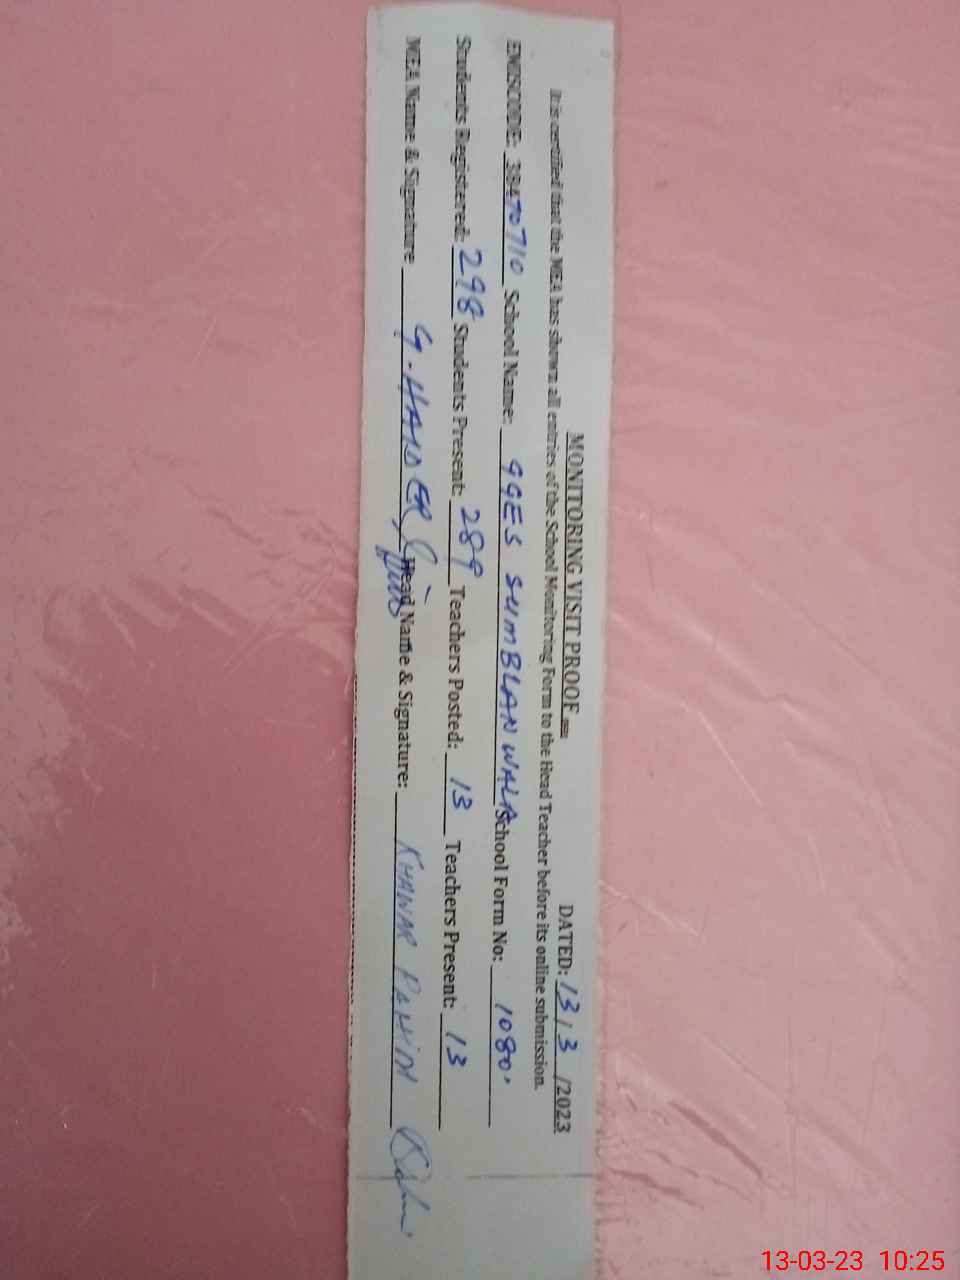 MONITORING VISIT PROOF DATED: 13/3/2023
It is certified that the MEA has shown all entries of the School Monitoring Form to the Head Teacher before its online submission.
EMISCODE: 38470710 School Name: GGES SUMBLANWALA School Form No: 1080
Students Registered: 298 Students Present: 289 Teachers Posted: 13 Teachers Present: 13
MEA Name & Signature G.HAIDER Head Name & Signature: KHAWAR
13-03-23 10:25